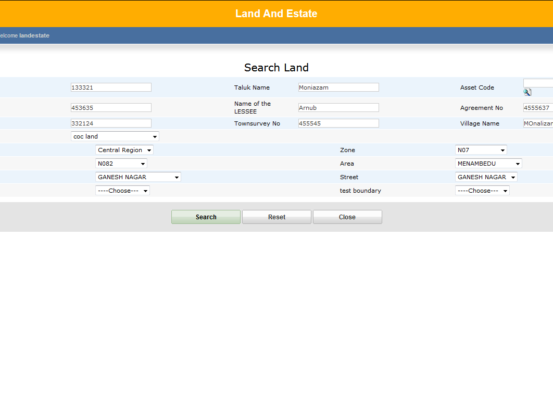 Land And Estate
elcome landestate
Search Land
133321 Taluk Name Moniazam Asset Code
453635 Name of the LESSEE Arnub Agreement No 4555637
332124 Townsurvey No 455545 Village Name MOnalizar
coc land
Central Region Zone N07
N082 Area MENAMBEDU
GANESH NAGAR Street GANESH NAGAR
----Choose--- test boundary ----Choose---
Search Reset Close